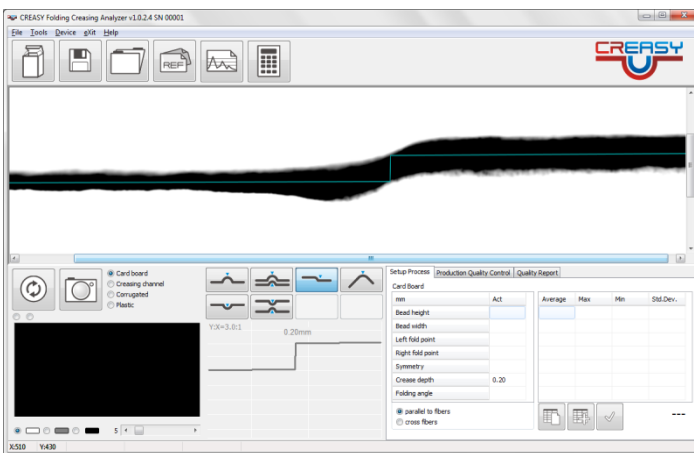 CREASY Folding Creasing Analyzer v1.0.2.4 SN 00001
File Tools Device eXit Help
REF
CREASY
Card board
Creasing channel
Corrugated
Plastic
Y:X=3.0:1
0.20mm
5
Setup Process Production Quality Control Quality Report
Card Board
mm Act Average Max Min Std.Dev.
Bead height
Bead width
Left fold point
Right fold point
Symmetry
Crease depth 0.20
Folding angle
parallel to fibers
cross fibers
---
X:510 Y:430